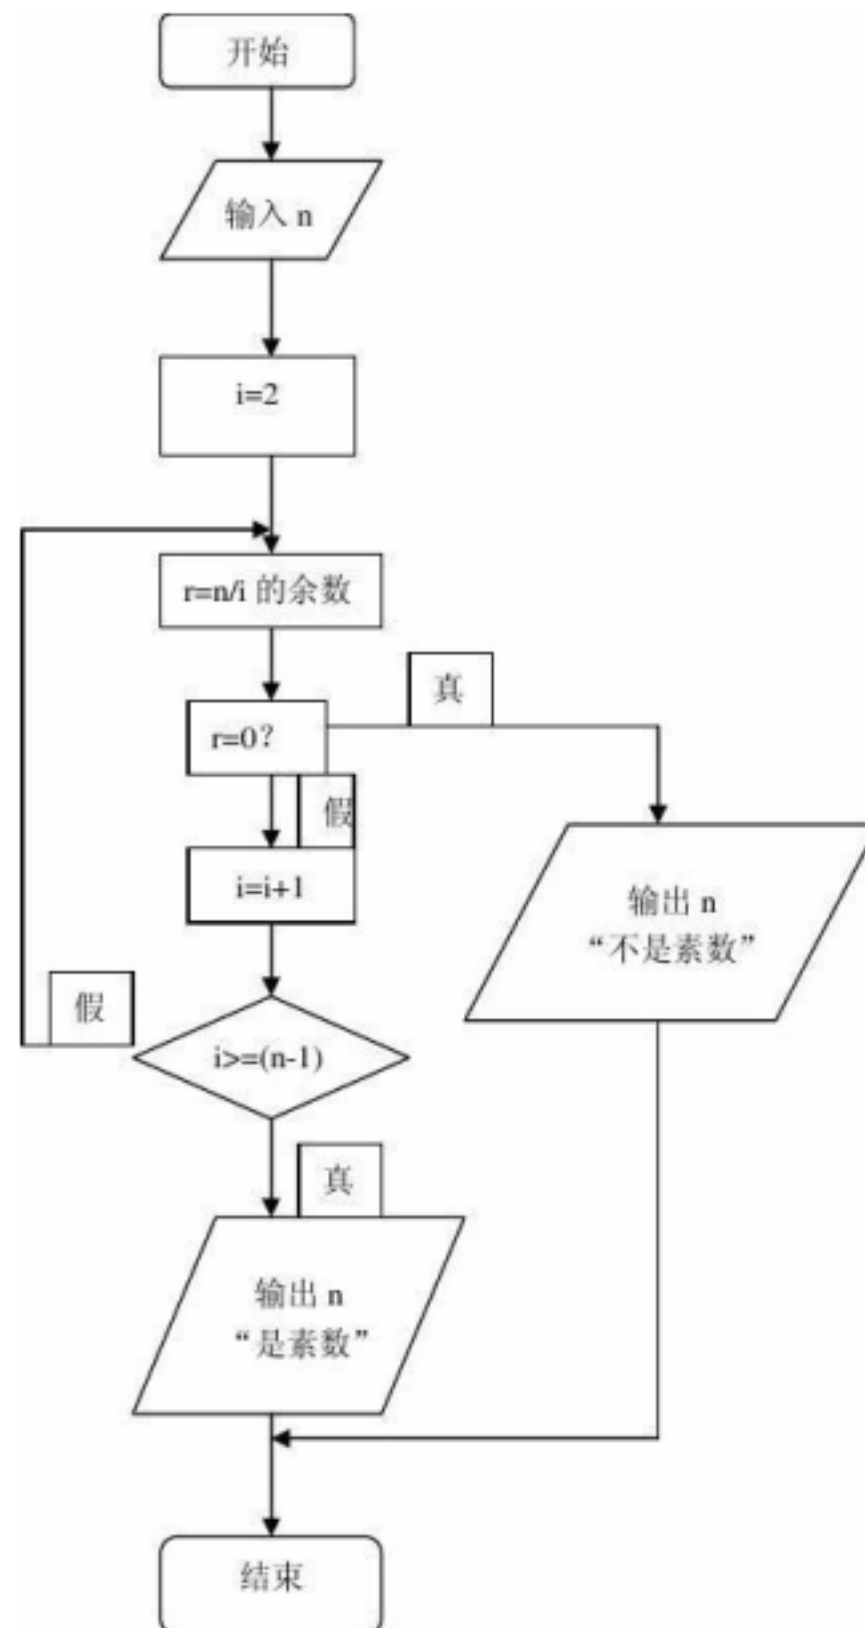 开始
输入 n
i=2
r=n/i 的余数
真
r=0?
假
i=i+1
输出 n
“不是素数”
假
i>=(n-1)
真
输出 n
“是素数”
结束